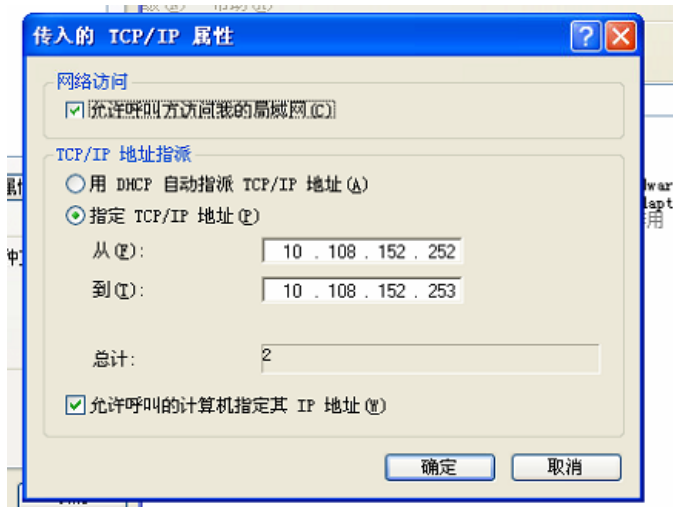 帮助(H)
传入的 TCP/IP 属性
网络访问
允许呼叫方访问我的局域网(C)
TCP/IP 地址指派
用 DHCP 自动指派 TCP/IP 地址(A)
指定 TCP/IP 地址(P)
从(F): 10 . 108 . 152 . 252
到(T): 10 . 108 . 152 . 253
总计: 2
允许呼叫的计算机指定其 IP 地址(W)
确定 取消
用